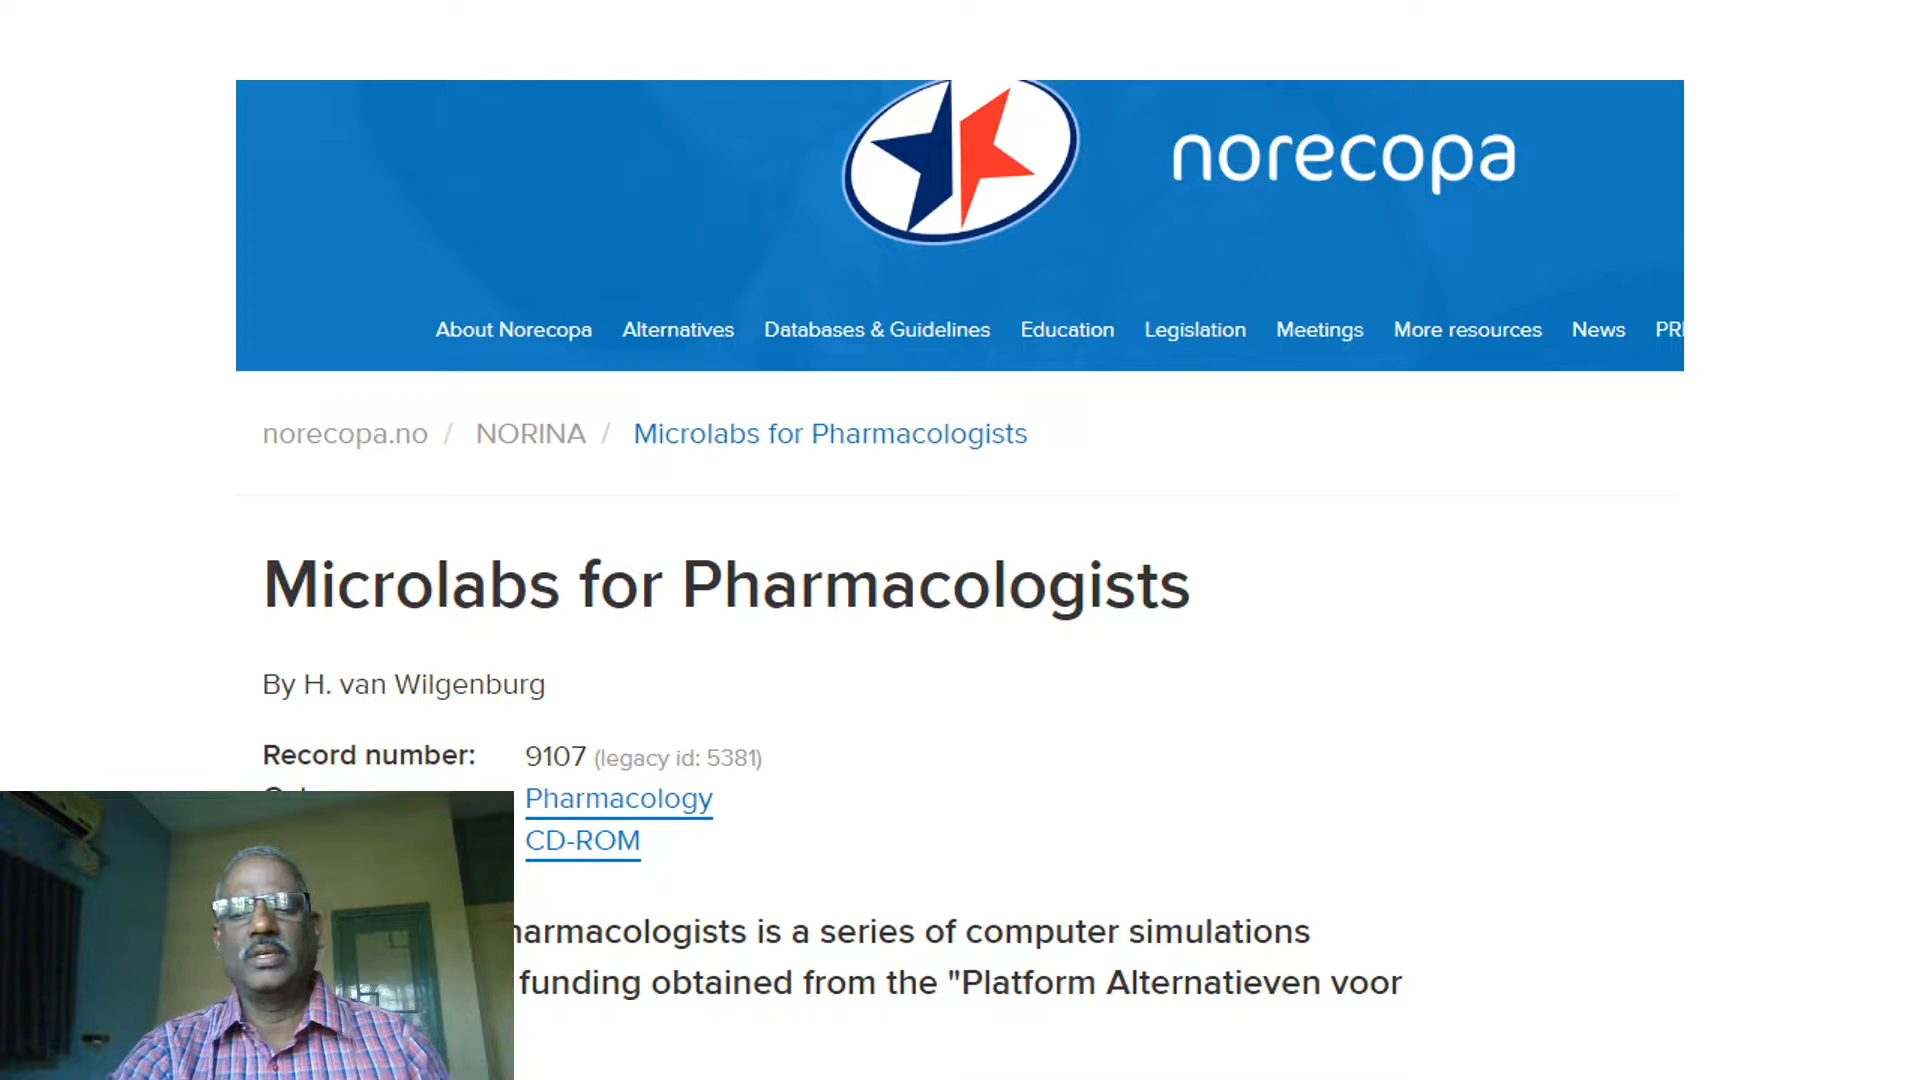 norecopa
About Norecopa Alternatives Databases & Guidelines Education Legislation Meetings More resources News
norecopa.no / NORINA / Microlabs for Pharmacologists
Microlabs for Pharmacologists
By H. van Wilgenburg
Record number: 9107 (legacy id: 5381)
Pharmacology
CD-ROM
is a series of computer simulations
funding obtained from the "Platform Alternatieven voor